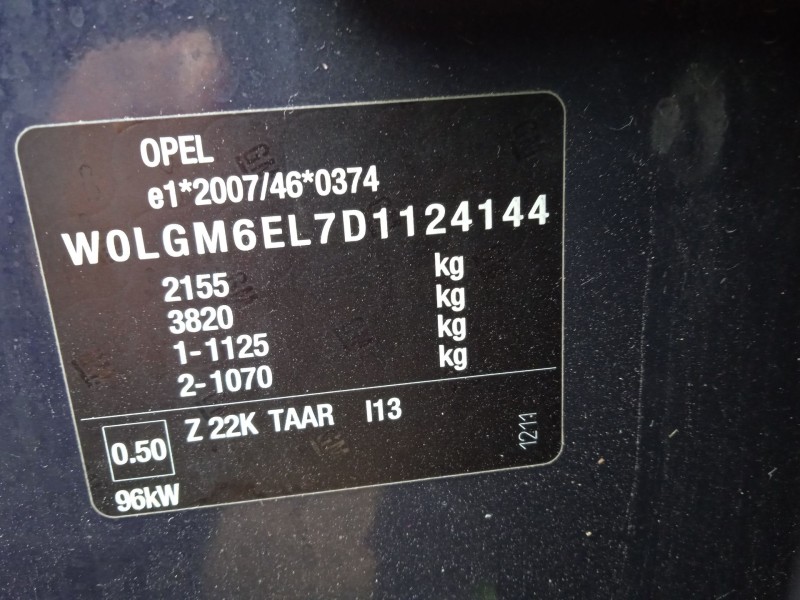 OPEL
e1*2007/46*0374
W0LGM6EL7D1124144
2155 kg
3820 kg
1-1125 kg
2-1070 kg
0.50 Z 22K TAAR I13
96kW